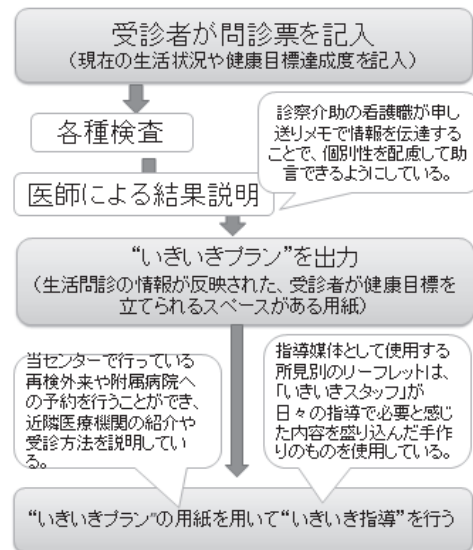 受診者が問診票を記入
（現在の生活状況や健康目標達成度を記入）
各種検査
診察介助の看護職が申し
送りメモで情報を伝達する
ことで、個別性を配慮して助
言できるようにしている。
医師による結果説明
“いきいきプラン”を出力
（生活問診の情報が反映された、受診者が健康目標を
立てられるスペースがある用紙）
当センターで行っている
再検外来や附属病院へ
の予約を行うことができ、
近隣医療機関の紹介や
受診方法を説明してい
る。
指導媒体として使用する
所見別のリーフレットは、
「いきいきスタッフ」が
日々の指導で必要と感じ
た内容を盛り込んだ手作
りのものを使用している。
“いきいきプラン”の用紙を用いて“いきいき指導”を行う